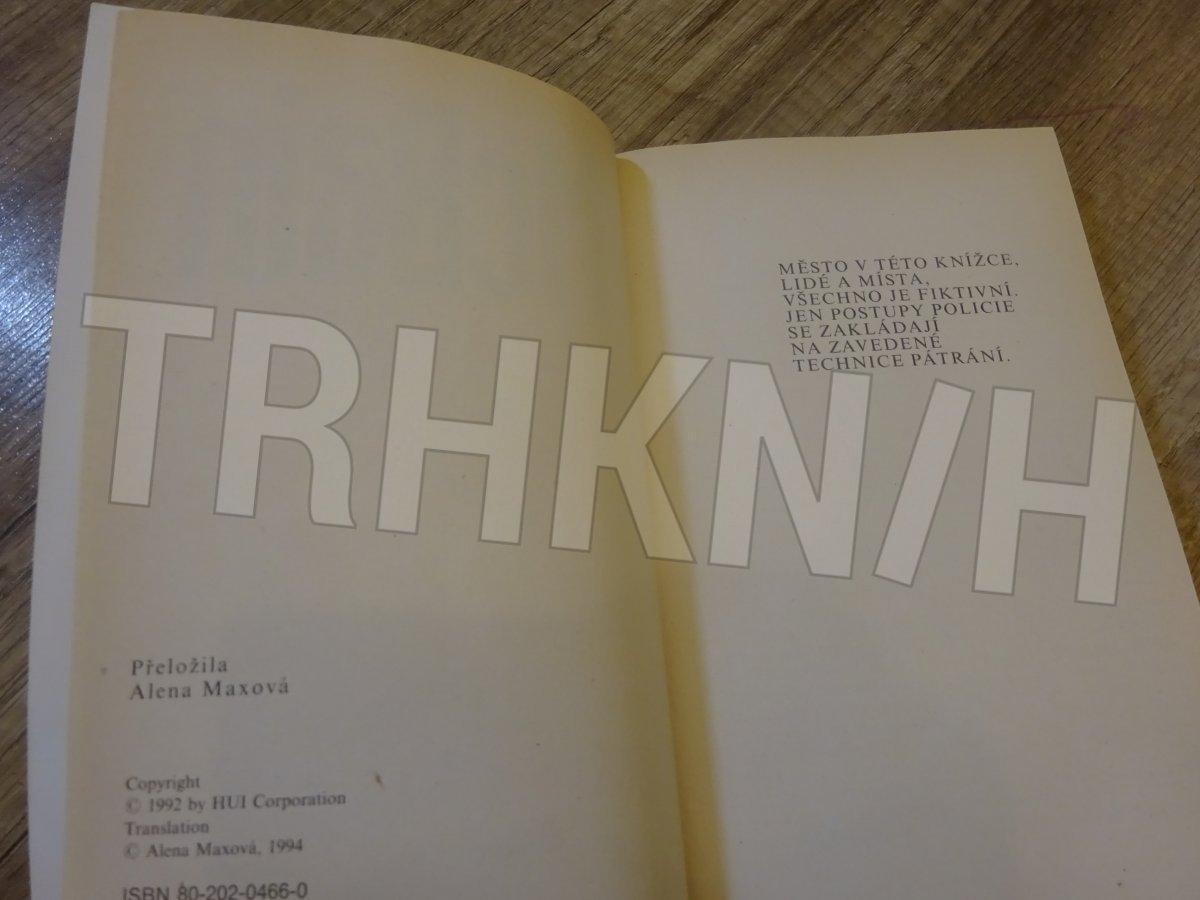 Přeložila
Alena Maxová
Copyright
© 1992 by HUI Corporation
Translation
© Alena Maxová, 1994
ISBN 80-202-0466-0
MĚSTO V TÉTO KNÍŽCE,
LIDÉ A MÍSTA,
VŠECHNO JE FIKTIVNÍ.
JEN POSTUPY POLICIE
SE ZAKLÁDAJÍ
NA ZAVEDENÉ
TECHNICE PÁTRÁNÍ.
TRHKN/H